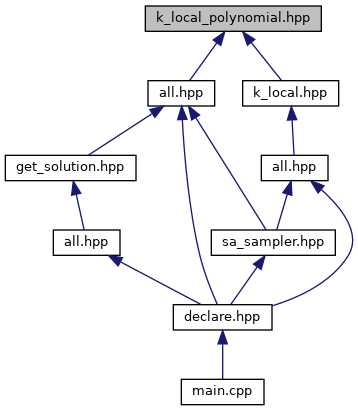 k_local_polynomial.hpp
all.hpp
k_local.hpp
get_solution.hpp
all.hpp
all.hpp
sa_sampler.hpp
declare.hpp
main.cpp